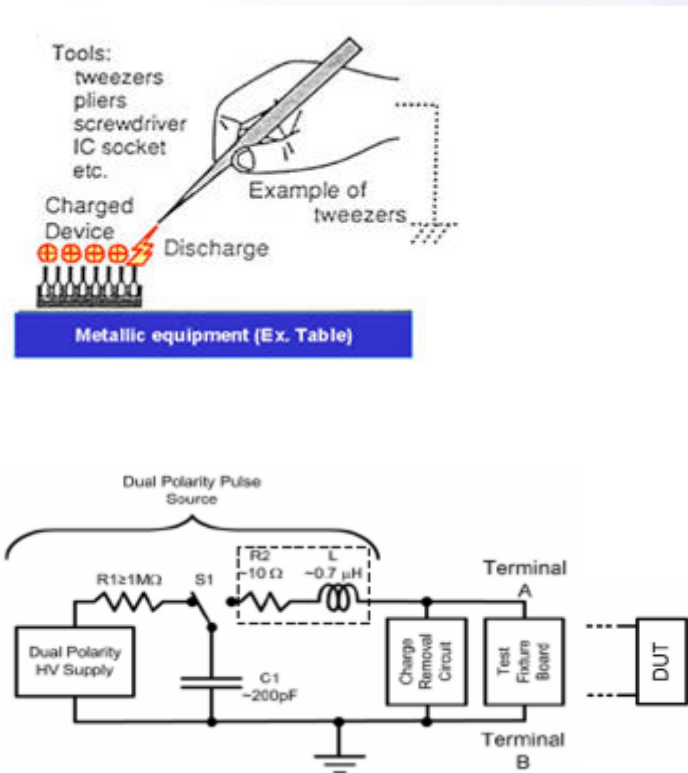 Tools:
tweezers
pliers
screwdriver
IC socket
etc.
Example of
tweezers
Charged
Device
Discharge
Metallic equipment (Ex. Table)
Dual Polarity Pulse
Source
R1≥1MΩ
S1
R2
~10 Ω
L
~0.7 μH
Terminal
A
Dual Polarity
HV Supply
C1
~200pF
Charge
Removal
Circuit
Test
Fixture
Board
DUT
Terminal
B